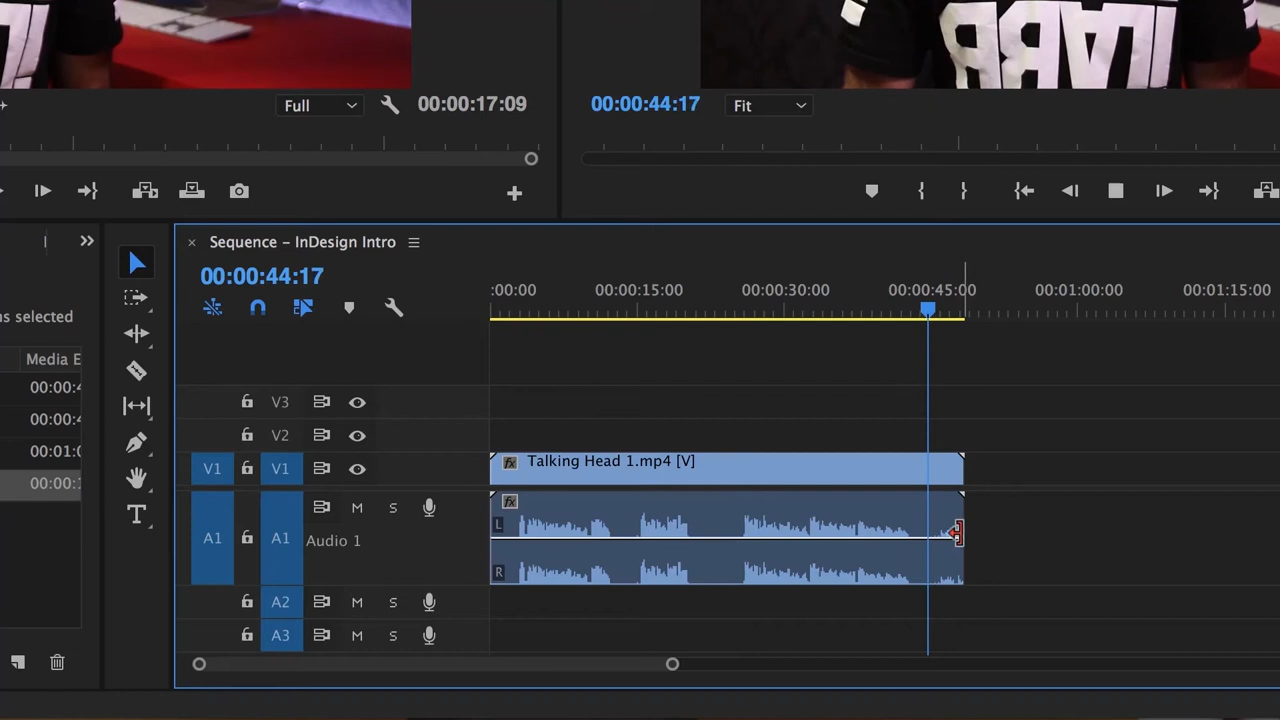 Full
00:00:17:09
00:00:44:17
Fit
Sequence – InDesign Intro
00:00:44:17
:00:00
00:00:15:00
00:00:30:00
00:00:45:00
00:01:00:00
00:01:15:00
s selected
Media E
00:00:4
00:00:4
00:01:0
00:00:1
V3
V2
V1 V1
fx Talking Head 1.mp4 [V]
A1 A1 M S
Audio 1
fx
L
R
A2 M S
A3 M S